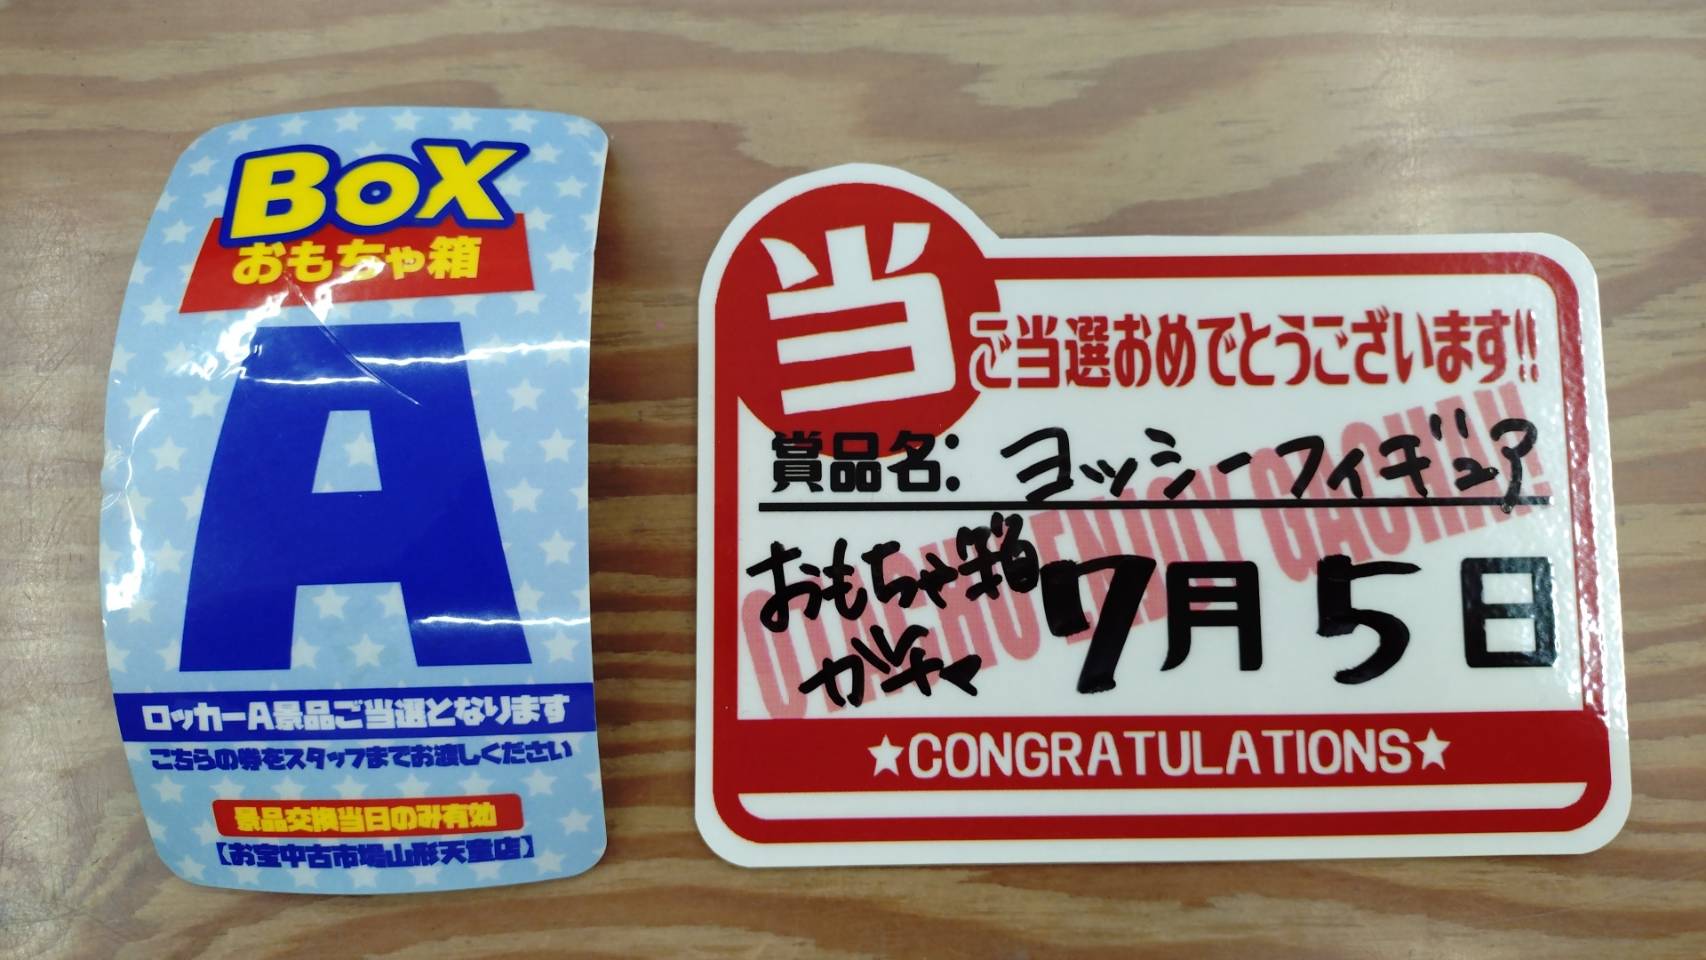 BoX
おもちゃ箱
A
ロッカーA景品ご当選となります
こちらの券をスタッフまでお渡しください
景品交換当日のみ有効
【お宝中古市場山形天童店】
当
ご当選おめでとうございます!!
賞品名: ヨッシーフィギュア
おもちゃ箱
ガチャ
7月5日
ENJOY GACHA!!
★CONGRATULATIONS★